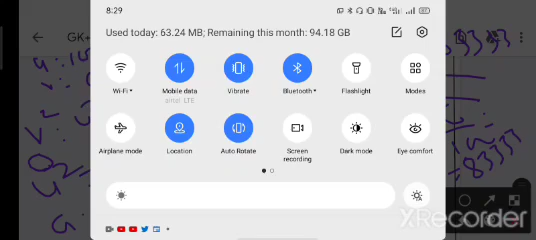 8:29
Used today: 63.24 MB; Remaining this month: 94.18 GB
GK
Wi-Fi
Mobile data
airtel LTE
Vibrate
Bluetooth
Flashlight
Modes
Airplane mode
Location
Auto Rotate
Screen recording
Dark mode
Eye comfort
XRecorder